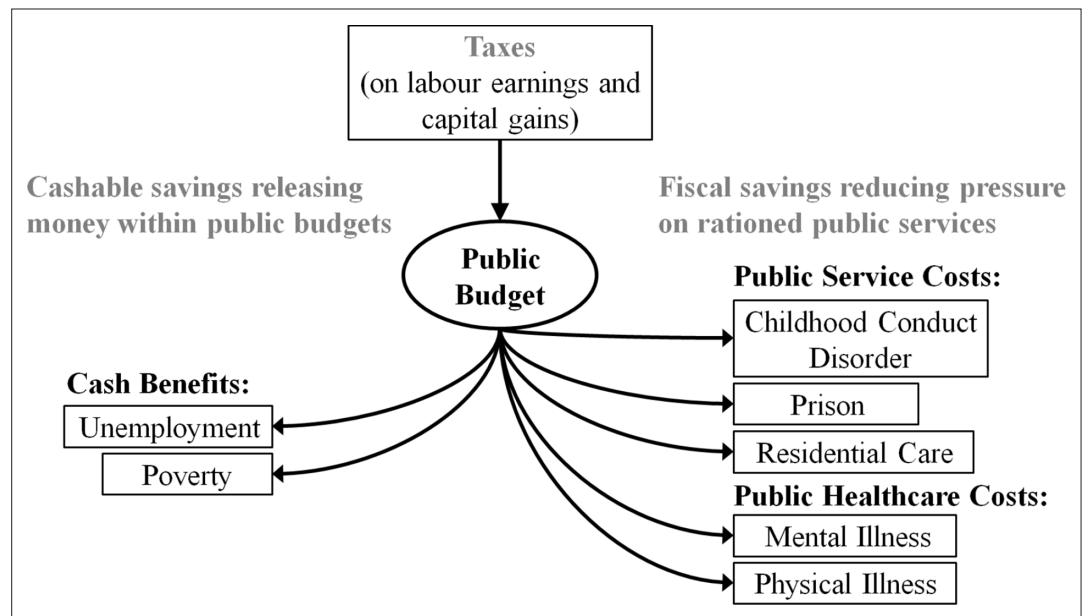 Taxes
(on labour earnings and
capital gains)
Cashable savings releasing
money within public budgets
Fiscal savings reducing pressure
on rationed public services
Public
Budget
Cash Benefits:
Unemployment
Poverty
Public Service Costs:
Childhood Conduct
Disorder
Prison
Residential Care
Public Healthcare Costs:
Mental Illness
Physical Illness